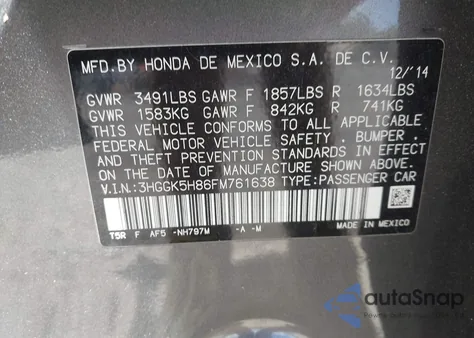 MFD.BY HONDA DE MEXICO S.A. DE C.V.
12/'14
GVWR 3491LBS GAWR F 1857LBS R 1634LBS
GVWR 1583KG GAWR F 842KG R 741KG
THIS VEHICLE CONFORMS TO ALL APPLICABLE
FEDERAL MOTOR VEHICLE SAFETY , BUMPER ,
AND THEFT PREVENTION STANDARDS IN EFFECT
ON THE DATE OF MANUFACTURE SHOWN ABOVE.
V.I.N:3HGGK5H86FM761638 TYPE:PASSENGER CAR
T5R F AF5 -NH797M -A -M MADE IN MEXICO
autoSnap